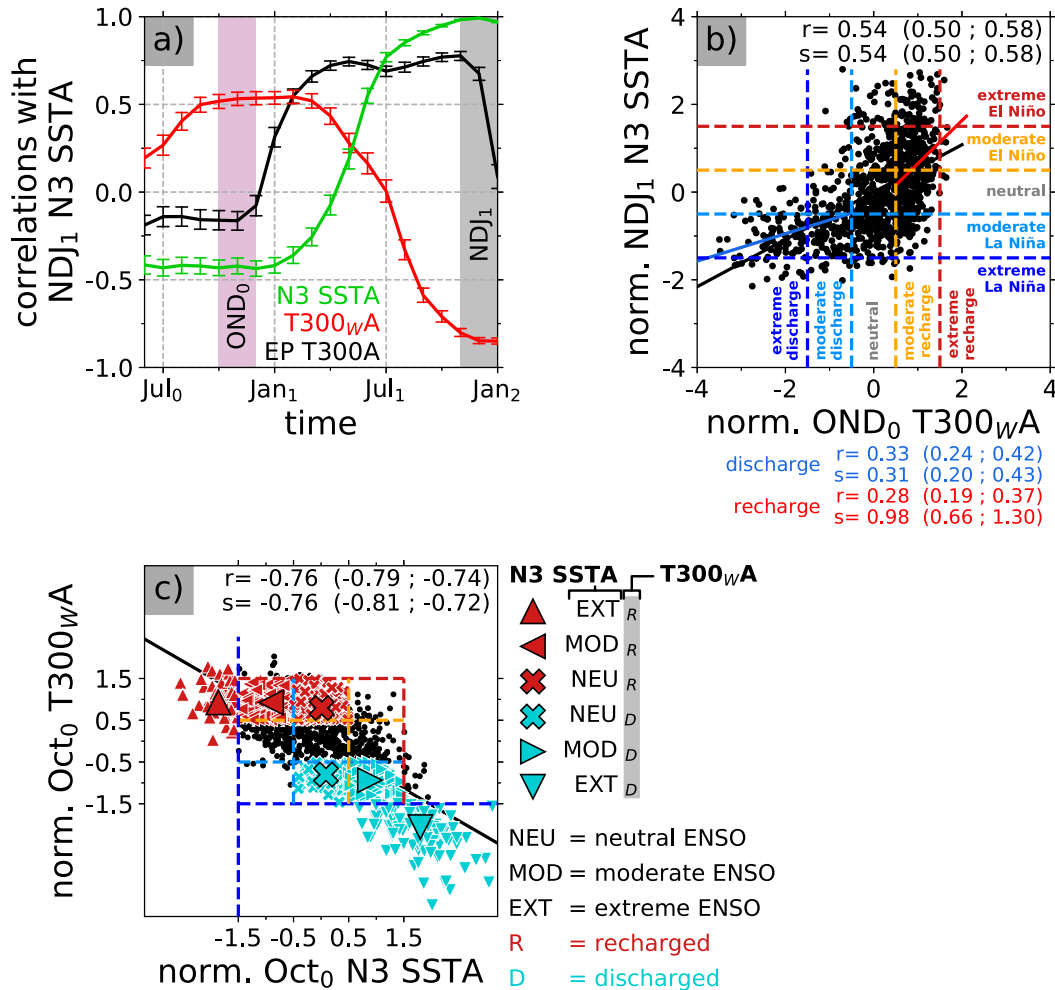 a)
correlations with
NDJ₁ N3 SSTA
1.0
0.5
0.0
-0.5
-1.0
OND₀
NDJ₁
N3 SSTA
T300WA
EP T300A
Jul₀
Jan₁
Jul₁
Jan₂
time
b)
r= 0.54 (0.50 ; 0.58)
s= 0.54 (0.50 ; 0.58)
norm. NDJ₁ N3 SSTA
4
2
0
-2
-4
extreme
El Niño
moderate
El Niño
neutral
moderate
La Niña
extreme
La Niña
extreme
discharge
moderate
discharge
neutral
moderate
recharge
extreme
recharge
-4
-2
0
2
4
norm. OND₀ T300WA
discharge r= 0.33 (0.24 ; 0.42)
s= 0.31 (0.20 ; 0.43)
recharge r= 0.28 (0.19 ; 0.37)
s= 0.98 (0.66 ; 1.30)
c)
r= -0.76 (-0.79 ; -0.74)
s= -0.76 (-0.81 ; -0.72)
norm. Oct₀ T300WA
1.5
0.5
-0.5
-1.5
-1.5
-0.5
0.5
1.5
norm. Oct₀ N3 SSTA
N3 SSTA T300WA
EXT R
MOD R
NEU R
NEU D
MOD D
EXT D
NEU = neutral ENSO
MOD = moderate ENSO
EXT = extreme ENSO
R = recharged
D = discharged